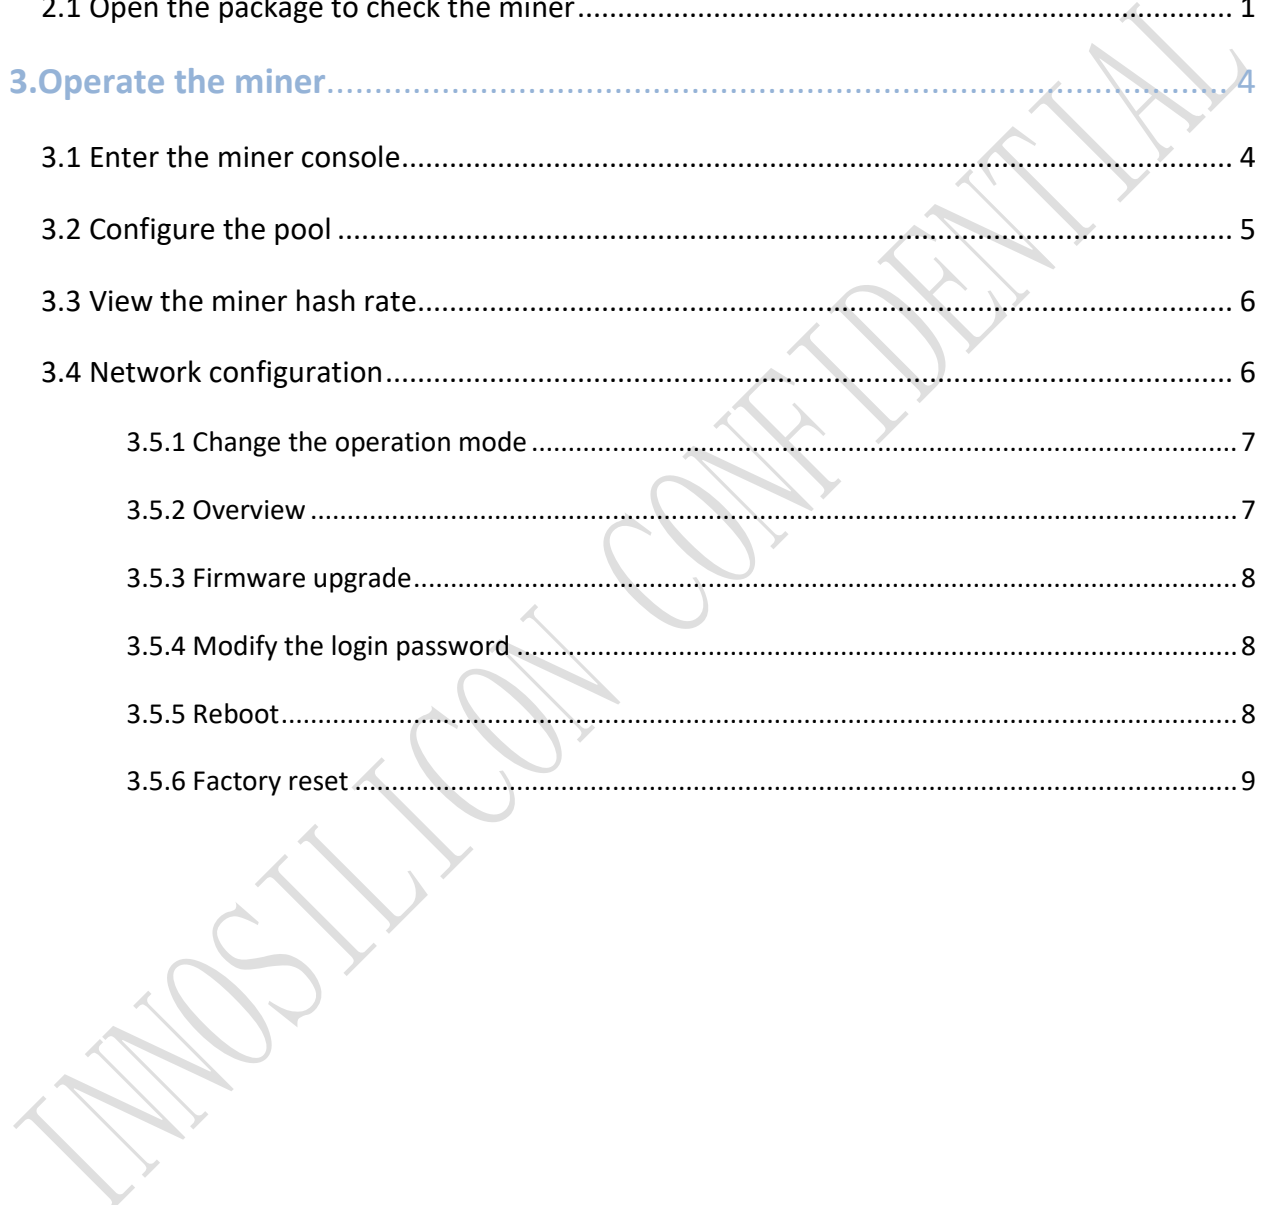 2.1 Open the package to check the miner........................................ 1
3.Operate the miner........................................ 4
3.1 Enter the miner console........................................ 4
3.2 Configure the pool ........................................ 5
3.3 View the miner hash rate........................................ 6
3.4 Network configuration........................................ 6
3.5.1 Change the operation mode ........................................ 7
3.5.2 Overview ........................................ 7
3.5.3 Firmware upgrade........................................ 8
3.5.4 Modify the login password ........................................ 8
3.5.5 Reboot........................................ 8
3.5.6 Factory reset ........................................ 9
INNOSILICON CONFIDENTIAL